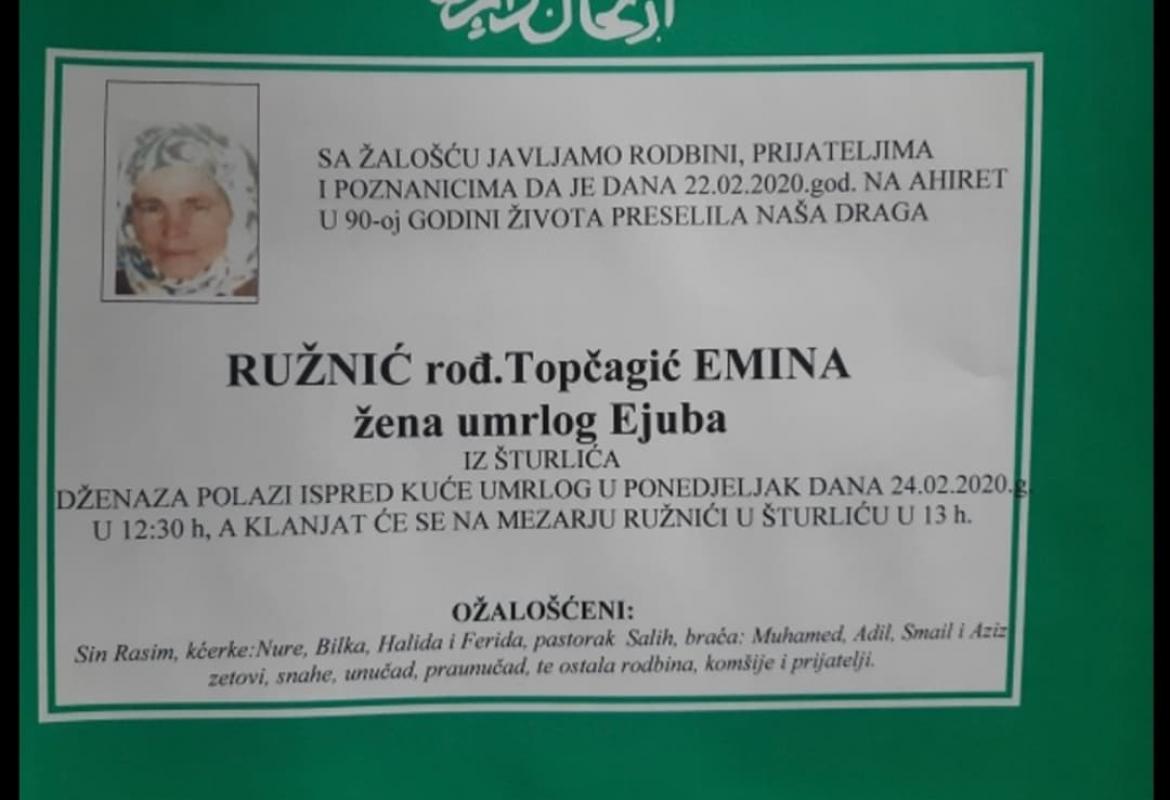 SA ŽALOŠĆU JAVLJAMO RODBINI, PRIJATELJIMA
I POZNANICIMA DA JE DANA 22.02.2020.god. NA AHIRET
U 90-oj GODINI ŽIVOTA PRESELILA NAŠA DRAGA
RUŽNIĆ rođ.Topčagić EMINA
žena umrlog Ejuba
IZ ŠTURLIĆA
DŽENAZA POLAZI ISPRED KUĆE UMRLOG U PONEDJELJAK DANA 24.02.2020.g.
U 12:30 h, A KLANJAT ĆE SE NA MEZARJU RUŽNIĆI U ŠTURLIĆU U 13 h.
OŽALOŠĆENI:
Sin Rasim, kćerke:Nure, Bilka, Halida i Ferida, pastorak Salih, braća: Muhamed, Adil, Smail i Aziz
zetovi, snahe, unučad, praunučad, te ostala rodbina, komšije i prijatelji.